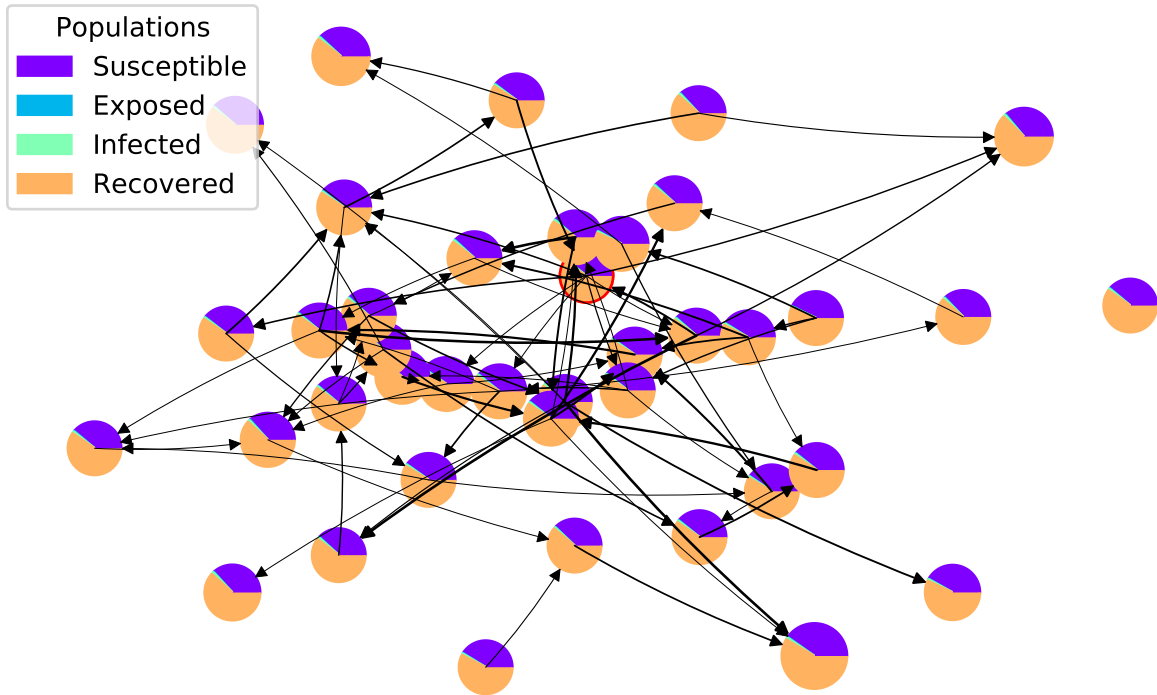 Populations
Susceptible
Exposed
Infected
Recovered